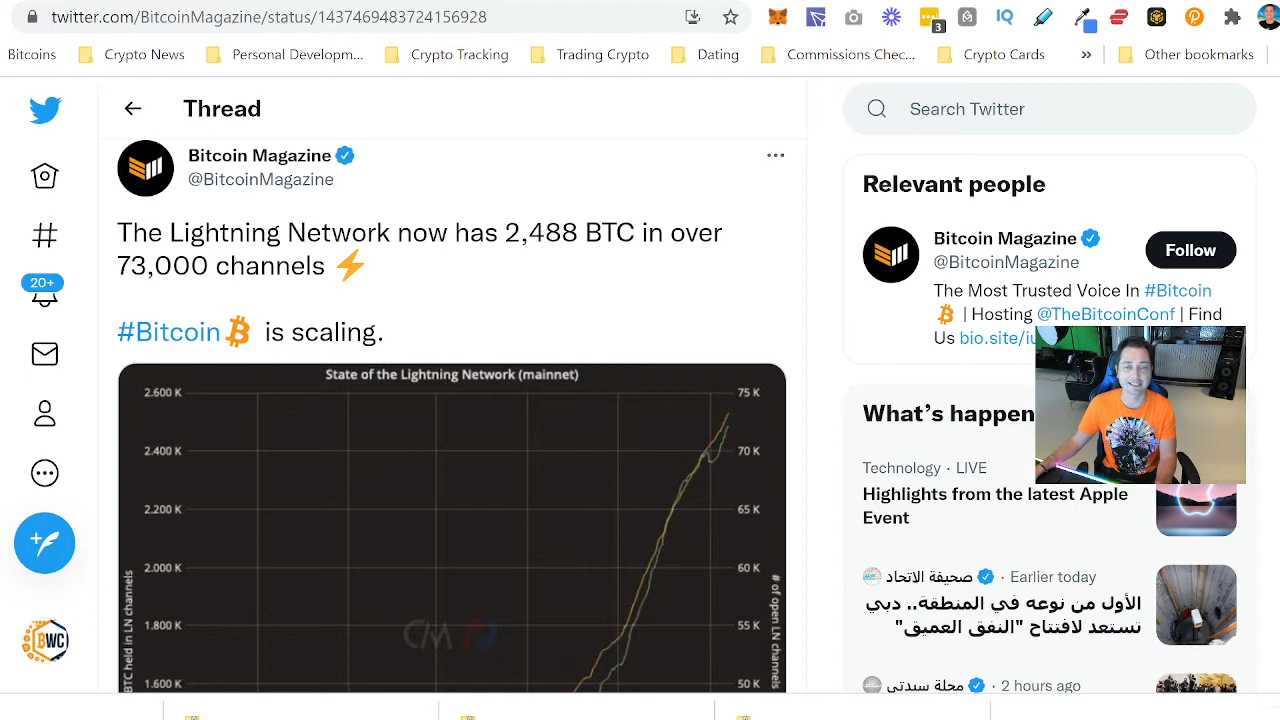 twitter.com/BitcoinMagazine/status/1437469483724156928
3
Bitcoins
Crypto News
Personal Developm...
Crypto Tracking
Trading Crypto
Dating
Commissions Chec...
Crypto Cards
»
Other bookmarks
20+
BWC
Thread
Bitcoin Magazine
@BitcoinMagazine
The Lightning Network now has 2,488 BTC in over
73,000 channels ⚡
#Bitcoin is scaling.
State of the Lightning Network (mainnet)
2.600 K
2.400 K
2.200 K
2.000 K
1.800 K
1.600 K
BTC held in LN channels
75 K
70 K
65 K
60 K
55 K
50 K
# of open LN channels
CM
Search Twitter
Relevant people
Bitcoin Magazine
@BitcoinMagazine
Follow
The Most Trusted Voice In #Bitcoin
| Hosting @TheBitcoinConf | Find
Us bio.site/
What's happen
Technology · LIVE
Highlights from the latest Apple
Event
صحيفة الاتحاد · Earlier today
الأول من نوعه في المنطقة.. دبي
تستعد لافتتاح "النفق العميق"
مجلة سيدتي · 2 hours ago